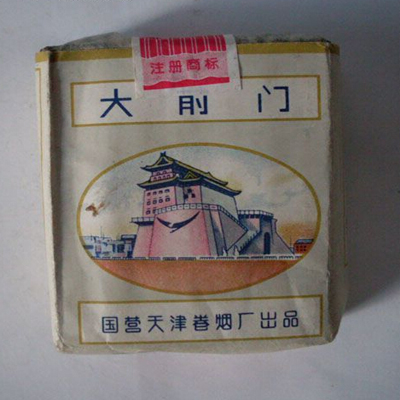 注册商标
大前门
国营天津卷烟厂出品